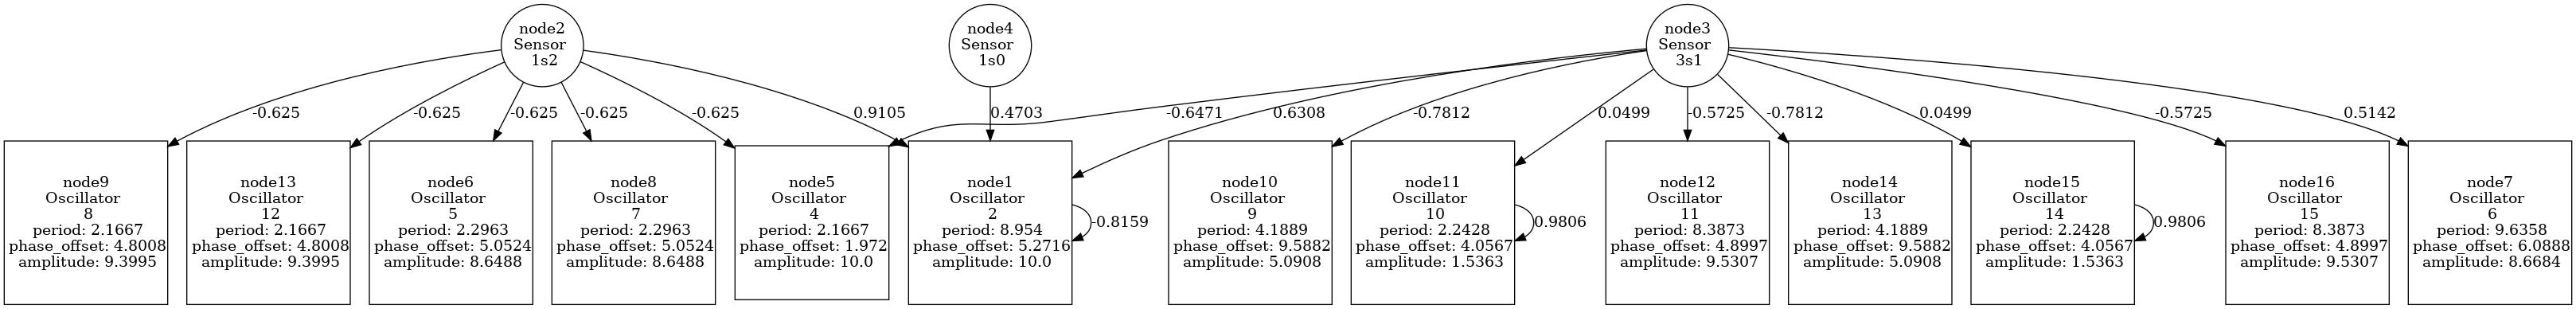 node2
Sensor
1s2
node4
Sensor
1s0
node3
Sensor
3s1
-0.625
-0.625
-0.625
-0.625
-0.625
0.9105
0.4703
-0.6471
0.6308
-0.7812
0.0499
-0.5725
-0.7812
0.0499
-0.5725
0.5142
node9
Oscillator
8
period: 2.1667
phase_offset: 4.8008
amplitude: 9.3995
node13
Oscillator
12
period: 2.1667
phase_offset: 4.8008
amplitude: 9.3995
node6
Oscillator
5
period: 2.2963
phase_offset: 5.0524
amplitude: 8.6488
node8
Oscillator
7
period: 2.2963
phase_offset: 5.0524
amplitude: 8.6488
node5
Oscillator
4
period: 2.1667
phase_offset: 1.972
amplitude: 10.0
node1
Oscillator
2
period: 8.954
phase_offset: 5.2716
amplitude: 10.0
-0.8159
node10
Oscillator
9
period: 4.1889
phase_offset: 9.5882
amplitude: 5.0908
node11
Oscillator
10
period: 2.2428
phase_offset: 4.0567
amplitude: 1.5363
0.9806
node12
Oscillator
11
period: 8.3873
phase_offset: 4.8997
amplitude: 9.5307
node14
Oscillator
13
period: 4.1889
phase_offset: 9.5882
amplitude: 5.0908
node15
Oscillator
14
period: 2.2428
phase_offset: 4.0567
amplitude: 1.5363
0.9806
node16
Oscillator
15
period: 8.3873
phase_offset: 4.8997
amplitude: 9.5307
node7
Oscillator
6
period: 9.6358
phase_offset: 6.0888
amplitude: 8.6684